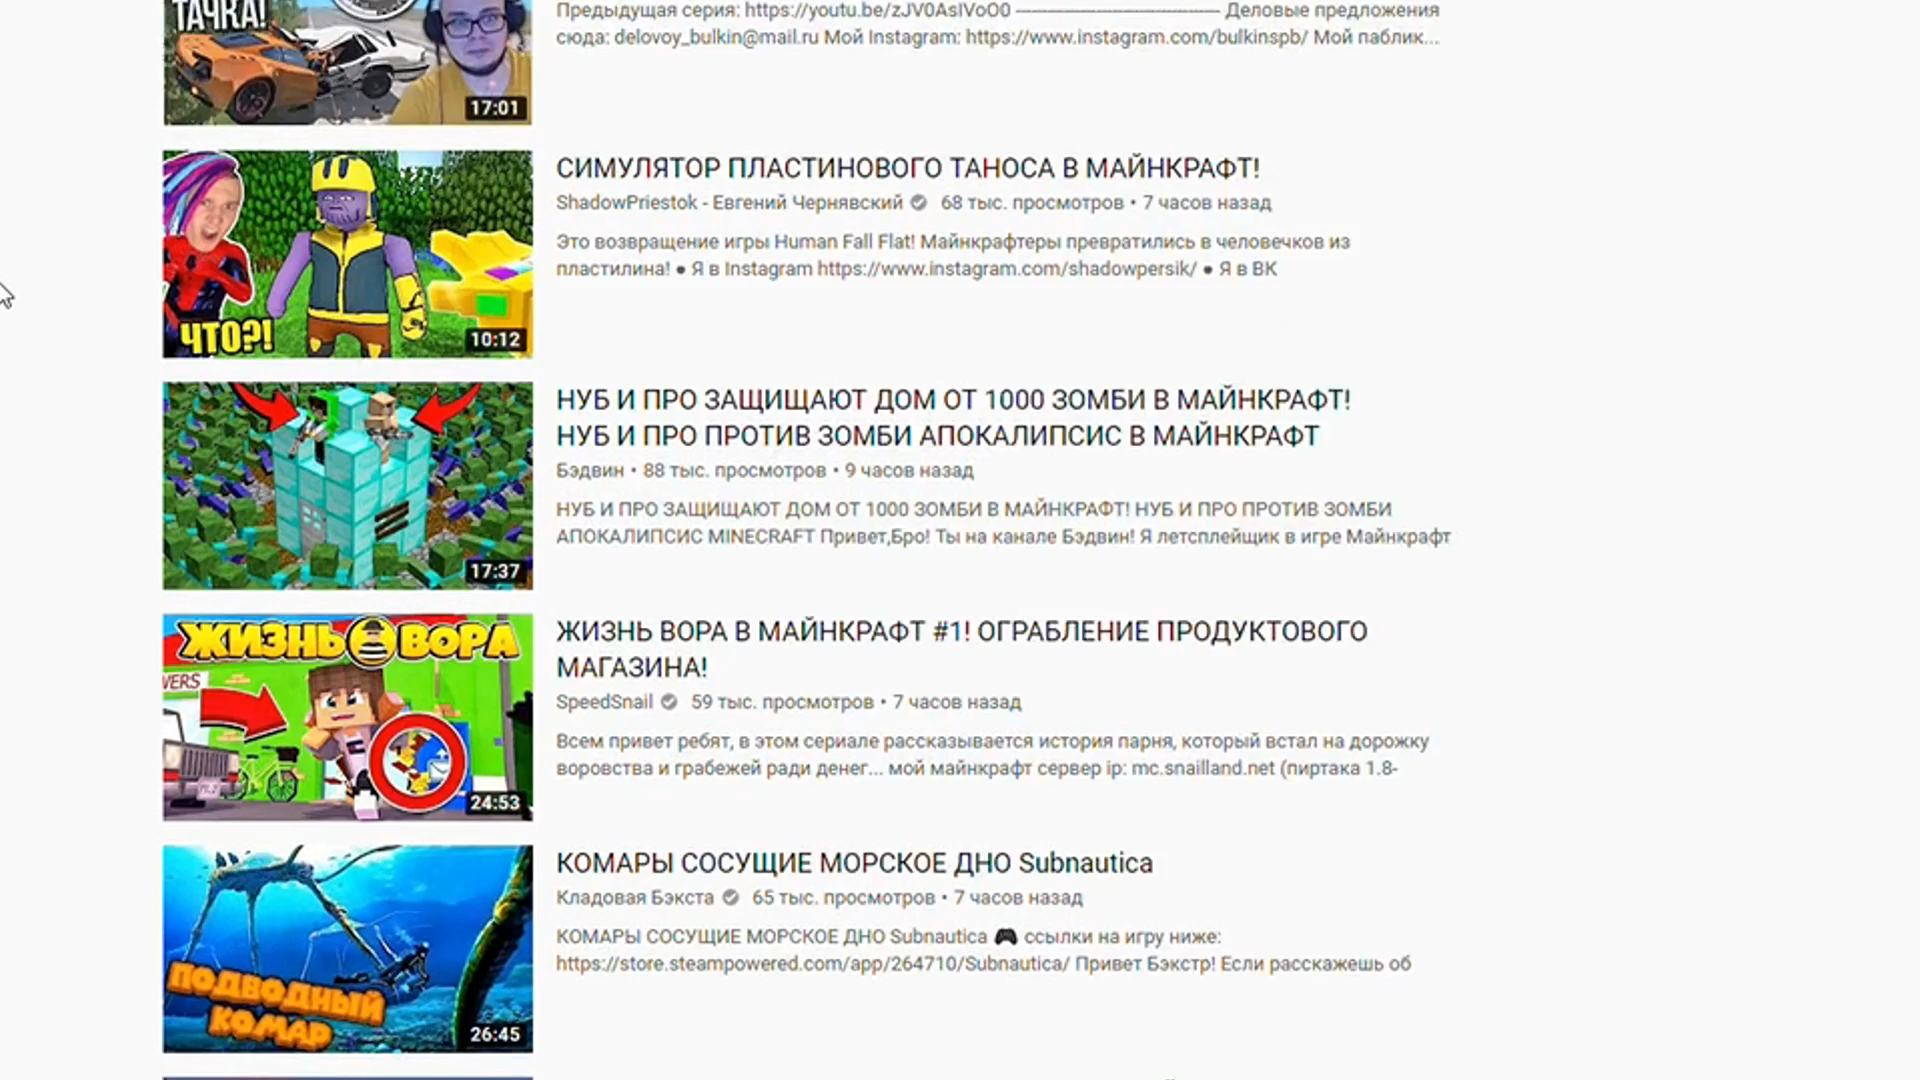 ТАЧКА!
17:01
Предыдущая серия: https://youtu.be/zJV0AsIVoO0 ---------------------------------------- Деловые предложения
сюда: delovoy_bulkin@mail.ru Мой Instagram: https://www.instagram.com/bulkinspb/ Мой паблик...
ЧТО?!
10:12
СИМУЛЯТОР ПЛАСТИНОВОГО ТАНОСА В МАЙНКРАФТ!
ShadowPriestok - Евгений Чернявский 68 тыс. просмотров • 7 часов назад
Это возвращение игры Human Fall Flat! Майнкрафтеры превратились в человечков из
пластилина! ● Я в Instagram https://www.instagram.com/shadowpersik/ ● Я в ВК
17:37
НУБ И ПРО ЗАЩИЩАЮТ ДОМ ОТ 1000 ЗОМБИ В МАЙНКРАФТ!
НУБ И ПРО ПРОТИВ ЗОМБИ АПОКАЛИПСИС В МАЙНКРАФТ
Бэдвин • 88 тыс. просмотров • 9 часов назад
НУБ И ПРО ЗАЩИЩАЮТ ДОМ ОТ 1000 ЗОМБИ В МАЙНКРАФТ! НУБ И ПРО ПРОТИВ ЗОМБИ
АПОКАЛИПСИС MINECRAFT Привет,Бро! Ты на канале Бэдвин! Я летсплейщик в игре Майнкрафт
ЖИЗНЬ ВОРА
VERS
24:53
ЖИЗНЬ ВОРА В МАЙНКРАФТ #1! ОГРАБЛЕНИЕ ПРОДУКТОВОГО
МАГАЗИНА!
SpeedSnail 59 тыс. просмотров • 7 часов назад
Всем привет ребят, в этом сериале рассказывается история парня, который встал на дорожку
воровства и грабежей ради денег... мой майнкрафт сервер ip: mc.snailland.net (пиртака 1.8-
ПОДВОДНЫЙ
КОМАР
26:45
КОМАРЫ СОСУЩИЕ МОРСКОЕ ДНО Subnautica
Кладовая Бэкста 65 тыс. просмотров • 7 часов назад
КОМАРЫ СОСУЩИЕ МОРСКОЕ ДНО Subnautica 🎮 ссылки на игру ниже:
https://store.steampowered.com/app/264710/Subnautica/ Привет Бэкстр! Если расскажешь об